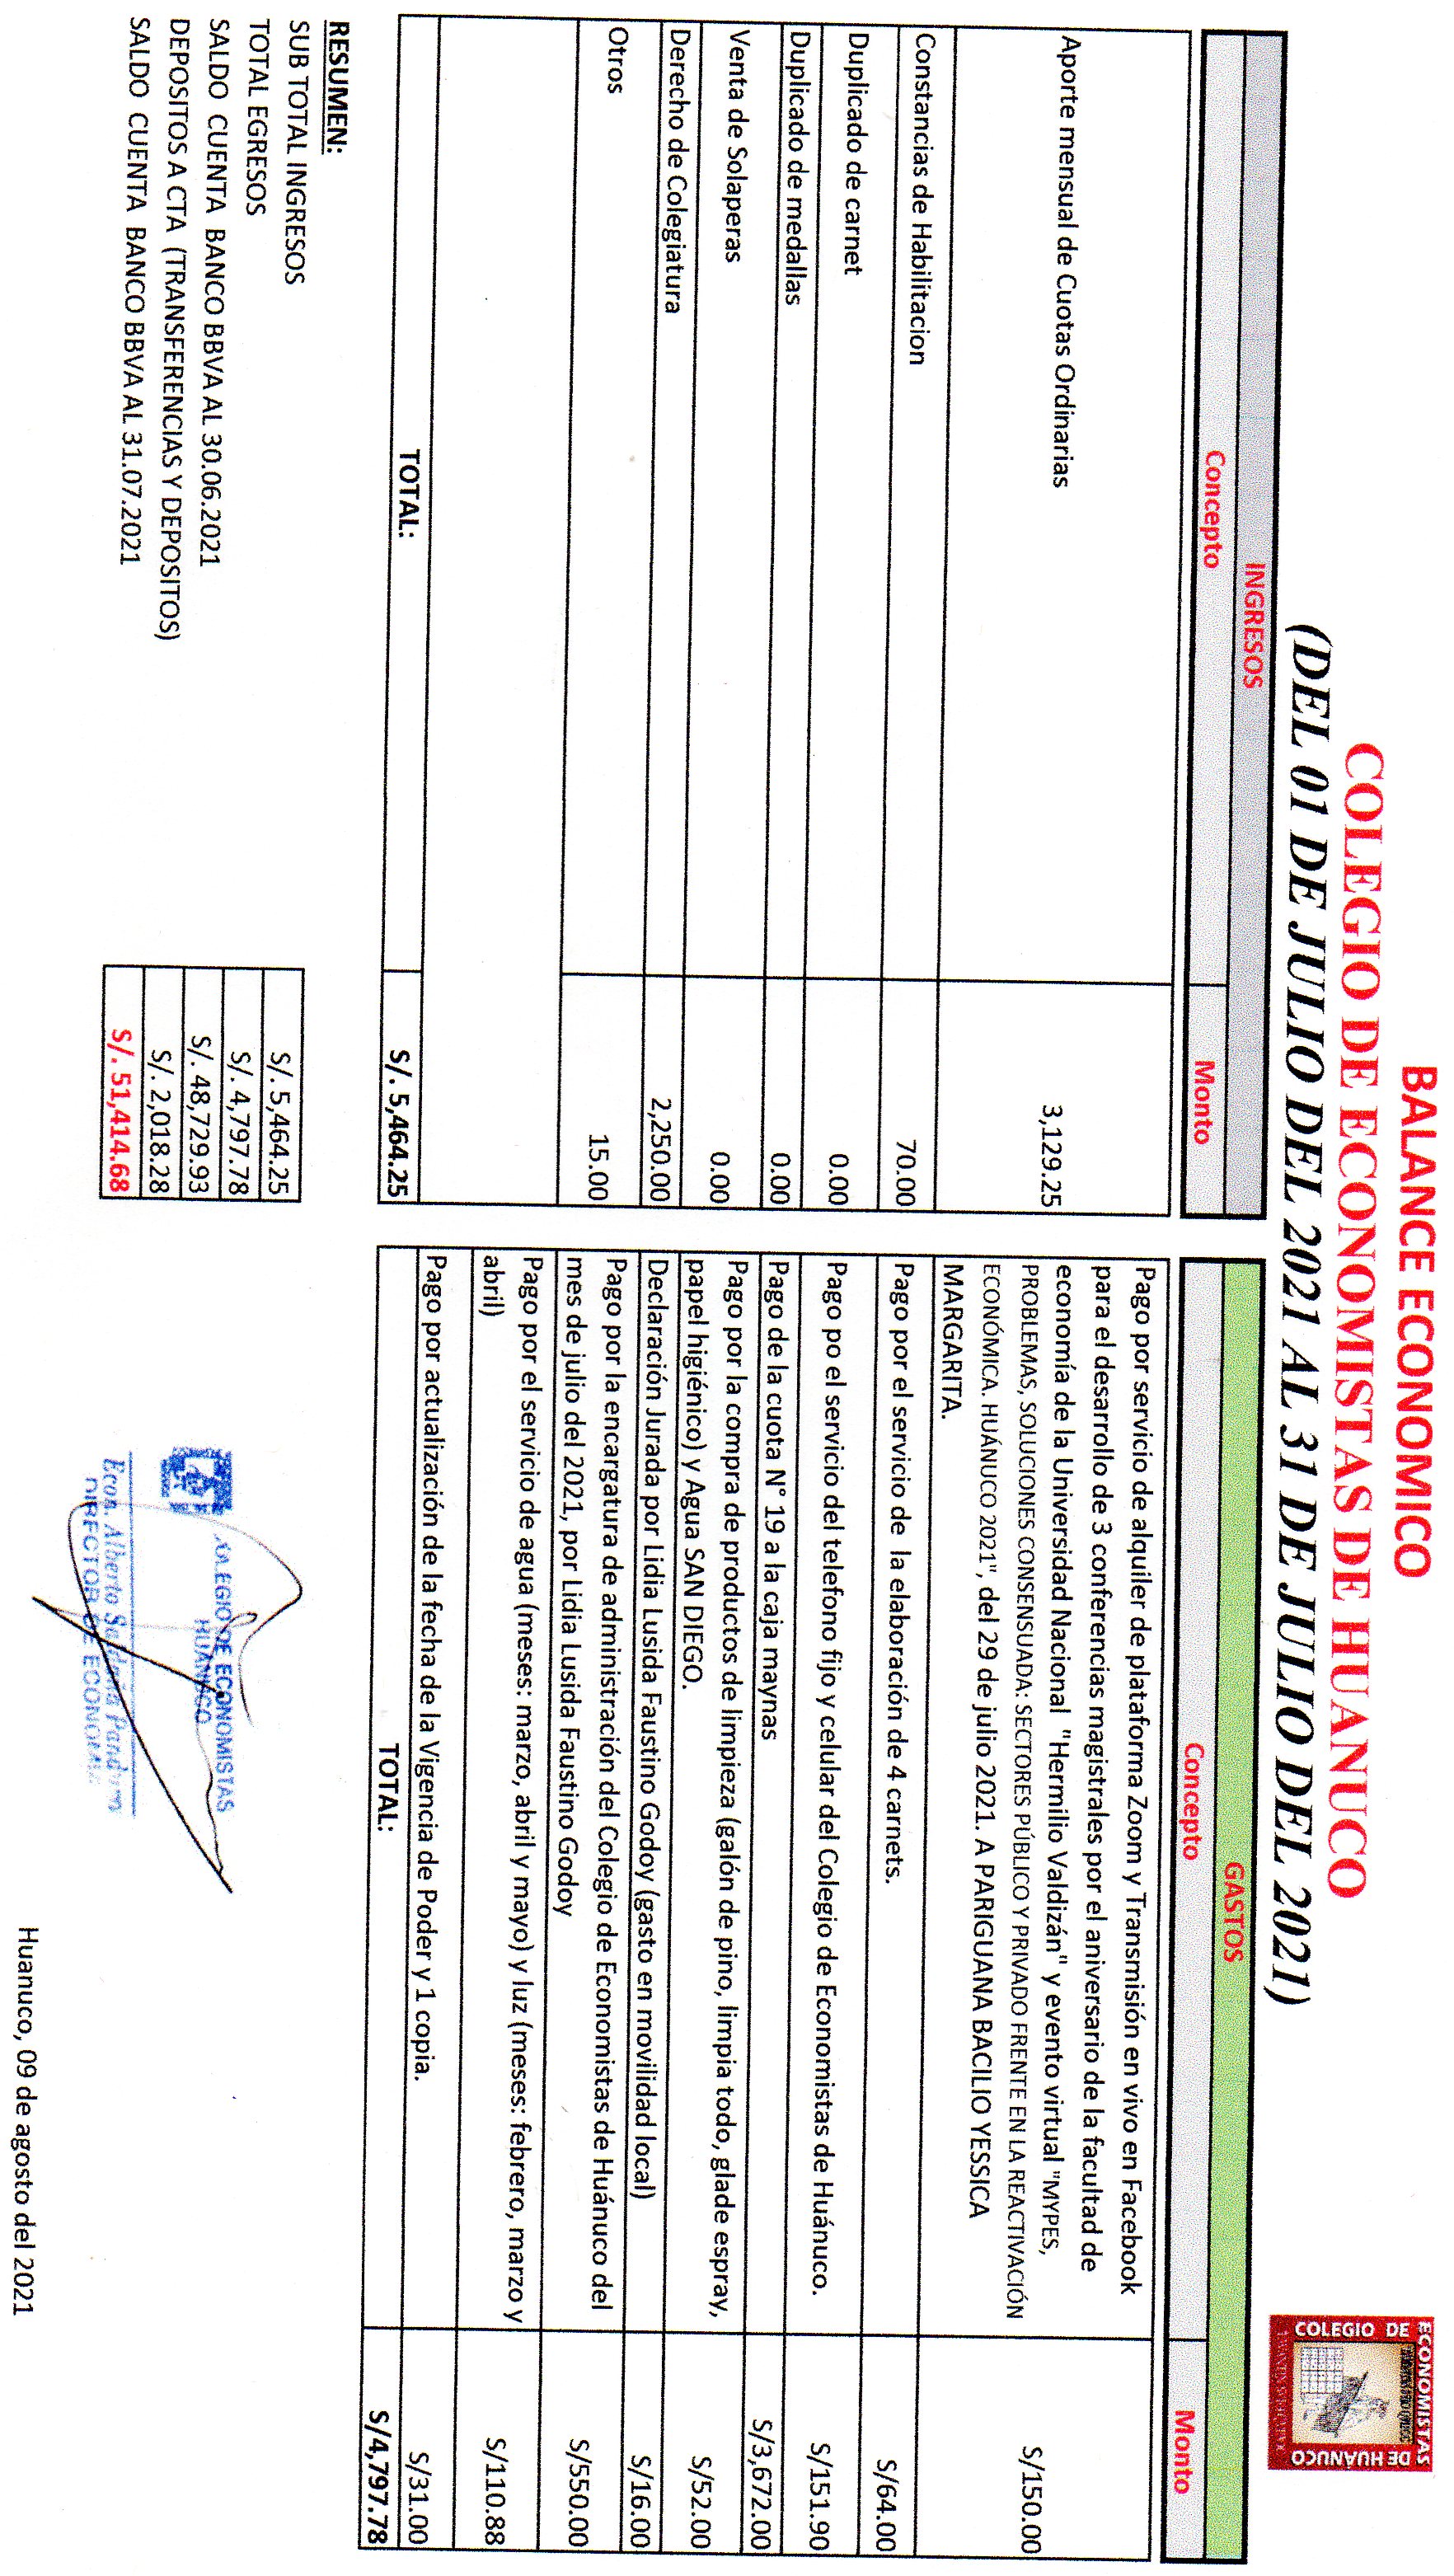 BALANCE ECONOMICO
COLEGIO DE ECONOMISTAS DE HUANUCO
(DEL 01 DE JULIO DEL 2021 AL 31 DE JULIO DEL 2021)
COLEGIO DE ECONOMISTAS DE HUANUCO
INGRESOS
Concepto Monto
Aporte mensual de Cuotas Ordinarias 3,129.25
Constancias de Habilitacion 70.00
Duplicado de carnet 0.00
Duplicado de medallas 0.00
Venta de Solaperas 0.00
Derecho de Colegiatura 2,250.00
Otros 15.00
TOTAL: S/. 5,464.25
GASTOS
Concepto Monto
Pago por servicio de alquiler de plataforma Zoom y Transmisión en vivo en Facebook
para el desarrollo de 3 conferencias magistrales por el aniversario de la facultad de
economía de la Universidad Nacional "Hermilio Valdizán" y evento virtual "MYPES,
PROBLEMAS, SOLUCIONES CONSENSUADA: SECTORES PÚBLICO Y PRIVADO FRENTE EN LA REACTIVACIÓN
ECONÓMICA. HUÁNUCO 2021", del 29 de julio 2021. A PARIGUANA BACILIO YESSICA
MARGARITA.
S/150.00
Pago por el servicio de la elaboración de 4 carnets. S/64.00
Pago po el servicio del telefono fijo y celular del Colegio de Economistas de Huánuco. S/151.90
Pago de la cuota N° 19 a la caja maynas S/3,672.00
Pago por la compra de productos de limpieza (galón de pino, limpia todo, glade espray,
papel higiénico) y Agua SAN DIEGO. S/52.00
Declaración Jurada por Lidia Lusida Faustino Godoy (gasto en movilidad local) S/16.00
Pago por la encargatura de administración del Colegio de Economistas de Huánuco del
mes de julio del 2021, por Lidia Lusida Faustino Godoy S/550.00
Pago por el servicio de agua (meses: marzo, abril y mayo) y luz (meses: febrero, marzo y
abril) S/110.88
Pago por actualización de la fecha de la Vigencia de Poder y 1 copia. S/31.00
TOTAL: S/4,797.78
RESUMEN:
SUB TOTAL INGRESOS S/. 5,464.25
TOTAL EGRESOS S/. 4,797.78
SALDO CUENTA BANCO BBVA AL 30.06.2021 S/. 48,729.93
DEPOSITOS A CTA (TRANSFERENCIAS Y DEPOSITOS) S/. 2,018.28
SALDO CUENTA BANCO BBVA AL 31.07.2021 S/. 51,414.68
COLEGIO DE ECONOMISTAS
HUANUCO
Econ. Alberto Saldaña Panduro
DIRECTOR DE ECONOMIA
Huanuco, 09 de agosto del 2021